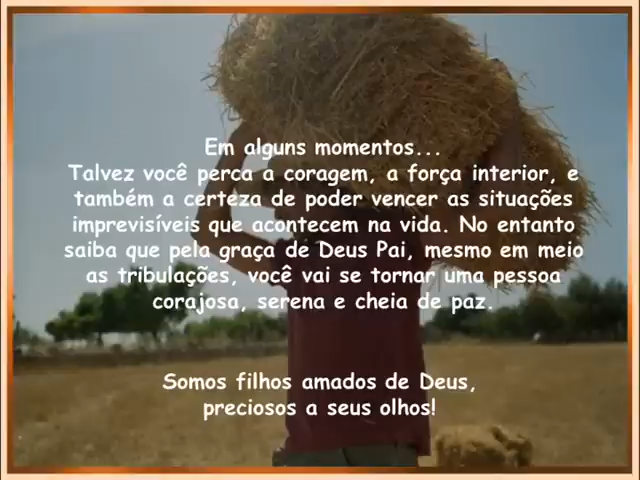 Em alguns momentos...
Talvez você perca a coragem, a força interior, e
também a certeza de poder vencer as situações
imprevisíveis que acontecem na vida. No entanto
saiba que pela graça de Deus Pai, mesmo em meio
as tribulações, você vai se tornar uma pessoa
corajosa, serena e cheia de paz.
Somos filhos amados de Deus,
preciosos a seus olhos!